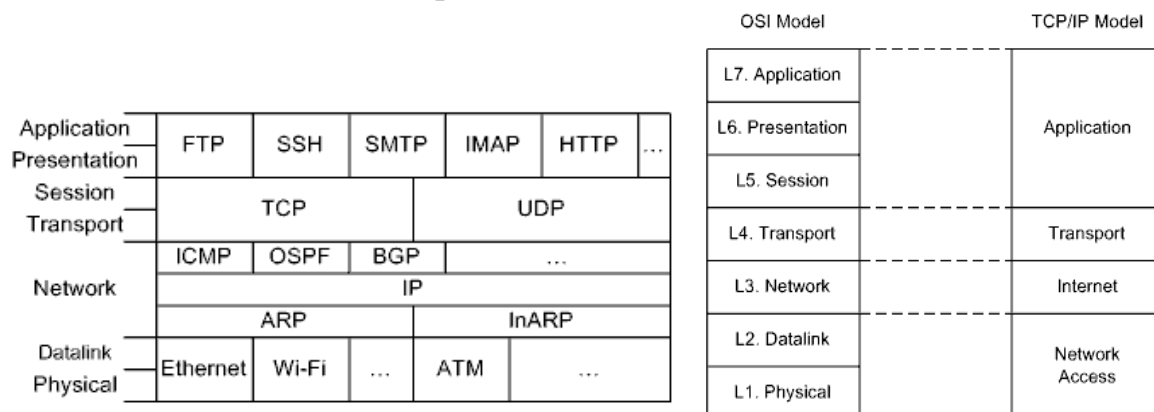 Application
Presentation
FTP
SSH
SMTP
IMAP
HTTP
...
Session
Transport
TCP
UDP
Network
ICMP
OSPF
BGP
...
IP
ARP
InARP
Datalink
Physical
Ethernet
Wi-Fi
...
ATM
...
OSI Model
TCP/IP Model
L7. Application
L6. Presentation
L5. Session
Application
L4. Transport
Transport
L3. Network
Internet
L2. Datalink
L1. Physical
Network
Access